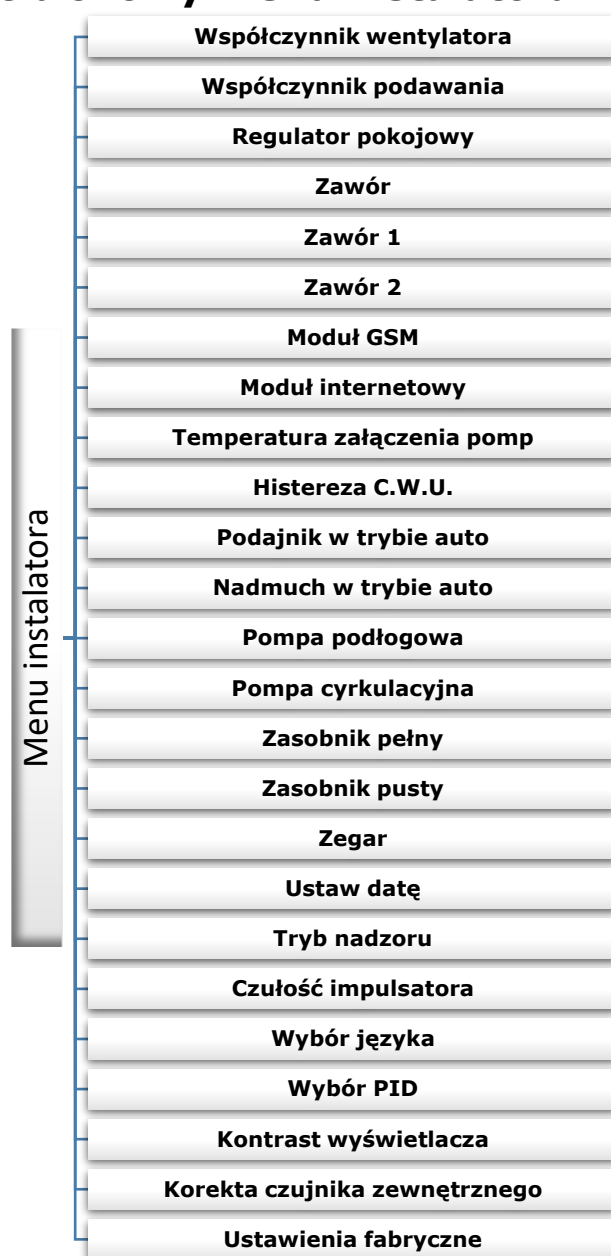 Współczynnik wentylatora
Współczynnik podawania
Regulator pokojowy
Zawór
Zawór 1
Zawór 2
Moduł GSM
Moduł internetowy
Temperatura załączenia pomp
Histereza C.W.U.
Podajnik w trybie auto
Nadmuch w trybie auto
Menu instalatora
Pompa podłogowa
Pompa cyrkulacyjna
Zasobnik pełny
Zasobnik pusty
Zegar
Ustaw datę
Tryb nadzoru
Czułość impulsatora
Wybór języka
Wybór PID
Kontrast wyświetlacza
Korekta czujnika zewnętrznego
Ustawienia fabryczne